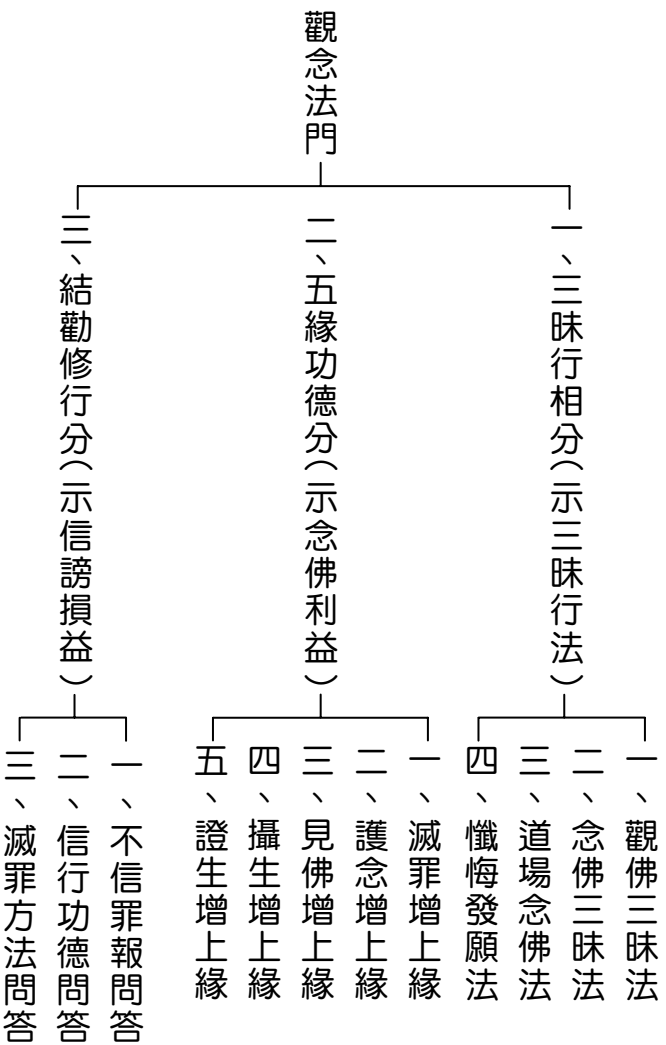 觀念法門
一、三昧行相分(示三昧行法)
一、觀佛三昧法
二、念佛三昧法
三、道場念佛法
四、懺悔發願法
二、五緣功德分(示念佛利益)
一、滅罪增上緣
二、護念增上緣
三、見佛增上緣
四、攝生增上緣
五、證生增上緣
三、結勸修行分(示信謗損益)
一、不信罪報問答
二、信行功德問答
三、滅罪方法問答